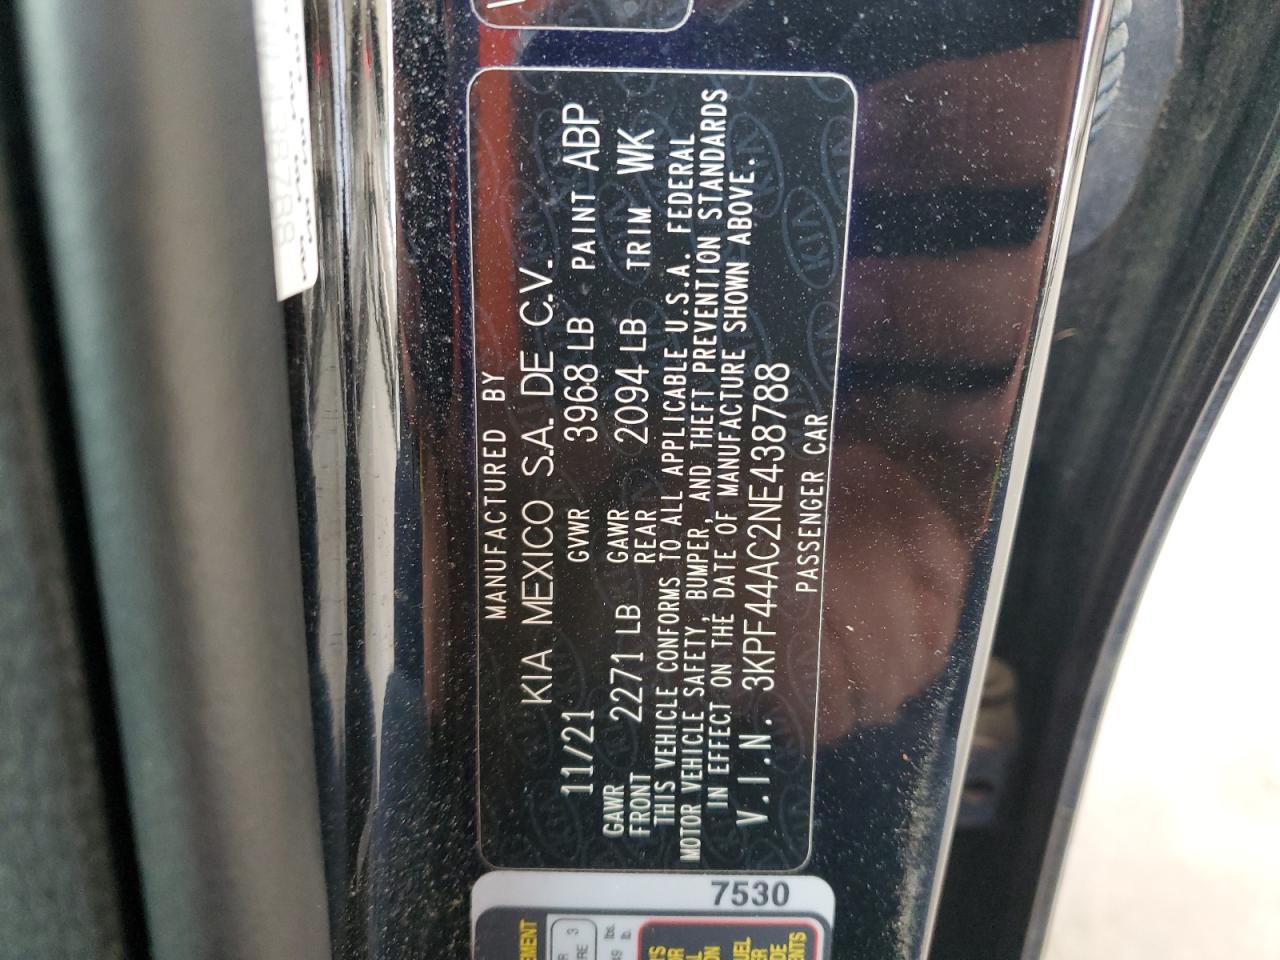 MANUFACTURED BY
KIA MEXICO S.A. DE C.V.
11/21 GVWR 3968 LB PAINT ABP
GAWR FRONT 2271 LB GAWR REAR 2094 LB TRIM WK
THIS VEHICLE CONFORMS TO ALL APPLICABLE U.S.A. FEDERAL
MOTOR VEHICLE SAFETY, BUMPER, AND THEFT PREVENTION STANDARDS
IN EFFECT ON THE DATE OF MANUFACTURE SHOWN ABOVE.
V.I.N. 3KPF44AC2NE438788
PASSENGER CAR
7530